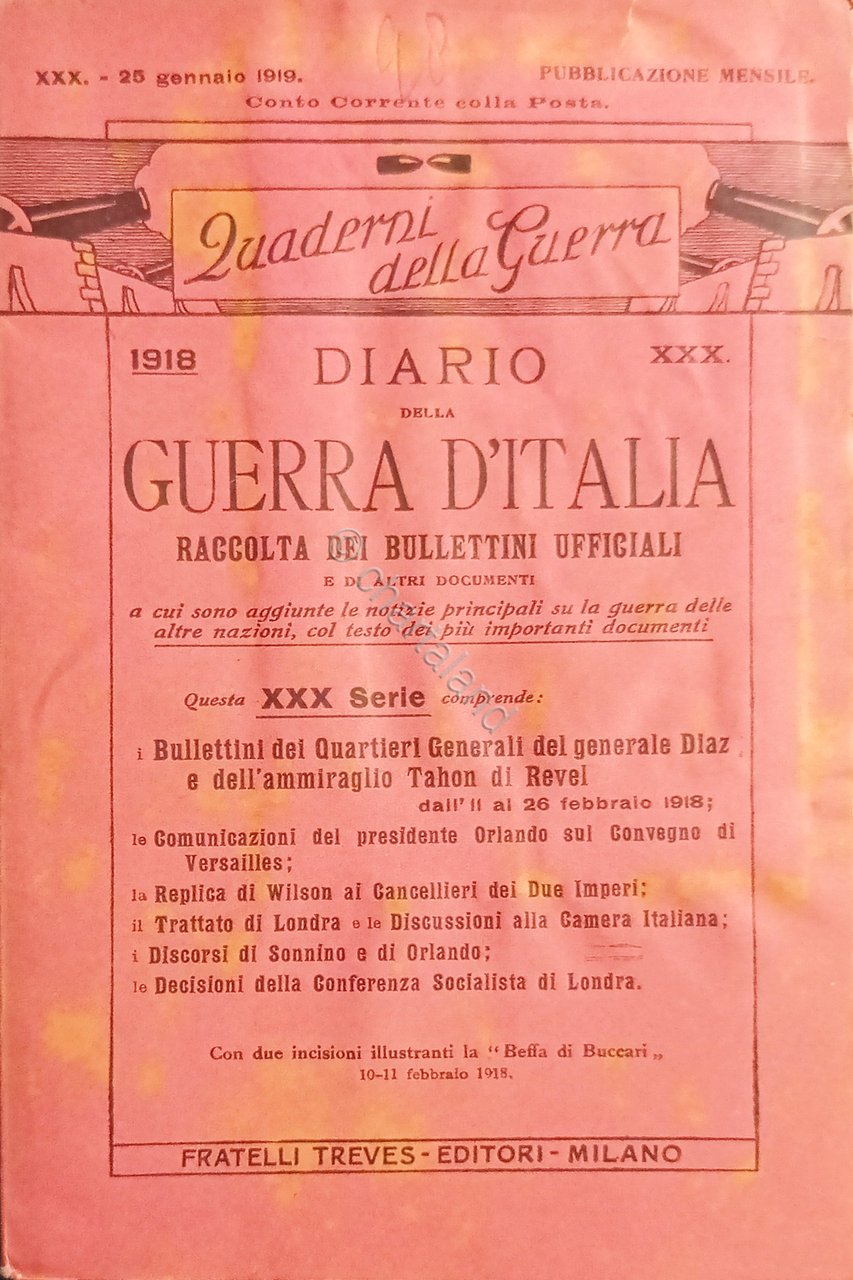 XXX. - 25 gennaio 1919.
PUBBLICAZIONE MENSILE.
Conto Corrente colla Posta.
Quaderni
della Guerra
1918
DIARIO
XXX.
DELLA
GUERRA D'ITALIA
RACCOLTA DEI BULLETTINI UFFICIALI
E DI ALTRI DOCUMENTI
a cui sono aggiunte le notizie principali su la guerra delle
altre nazioni, col testo dei più importanti documenti
Questa XXX Serie comprende:
i Bullettini dei Quartieri Generali del generale Diaz
e dell'ammiraglio Tahon di Revel
dall'11 al 26 febbraio 1918;
le Comunicazioni del presidente Orlando sul Convegno di
Versailles;
la Replica di Wilson ai Cancellieri dei Due Imperi;
il Trattato di Londra e le Discussioni alla Camera Italiana;
i Discorsi di Sonnino e di Orlando;
le Decisioni della Conferenza Socialista di Londra.
Con due incisioni illustranti la “Beffa di Buccari„
10-11 febbraio 1918.
FRATELLI TREVES - EDITORI - MILANO
© chartaland